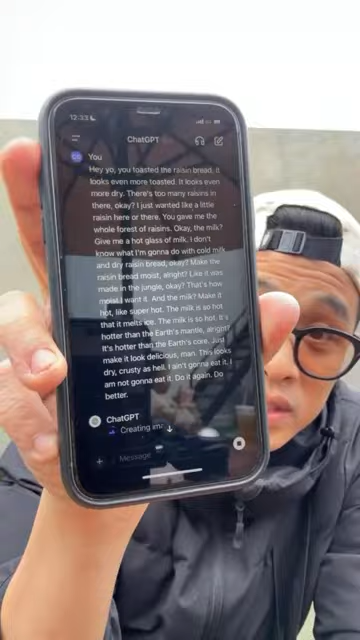 12:33
ChatGPT
CO
You
Hey yo, you toasted the raisin bread, it
looks even more toasted. It looks even
more dry. There's too many raisins in
there, okay? I just wanted like a little
raisin here or there. You gave me the
whole forest of raisins. Okay, the milk?
Give me a hot glass of milk. I don't
know what I'm gonna do with cold milk
and dry raisin bread, okay? Make the
raisin bread moist, alright? Like it was
made in the jungle, okay? That's how
moist I want it. And the milk? Make it
hot, like super hot. The milk is so hot
that it melts ice. The milk is so hot. It's
hotter than the Earth's mantle, alright?
It's hotter than the Earth's core. Just
make it look delicious, man. This looks
dry, crusty as hell. I ain't gonna eat it. I
am not gonna eat it. Do it again. Do
better.
ChatGPT
Creating
Message